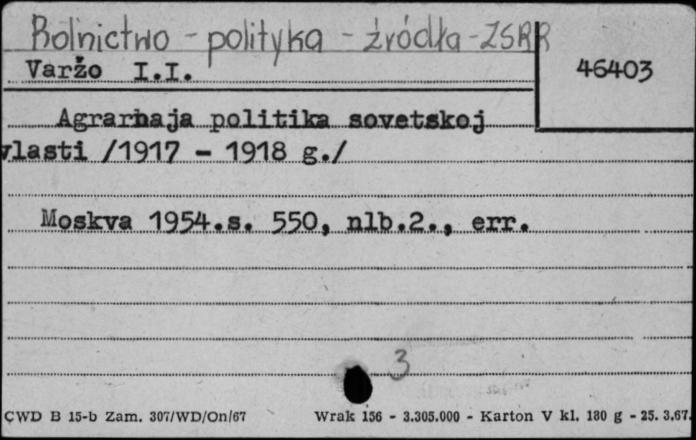 Rolnictwo - polityka - źródła - ZSRR
Varžo I.I.
46403
Agrarnaja politika sovetskoj
vlasti /1917 - 1918 g./
Moskva 1954.s. 550, nlb.2., err.
3
CWD B 15-b Zam. 307/WD/On/67 Wrak 156 - 3.305.000 - Karton V kl. 180 g - 25. 3.67.